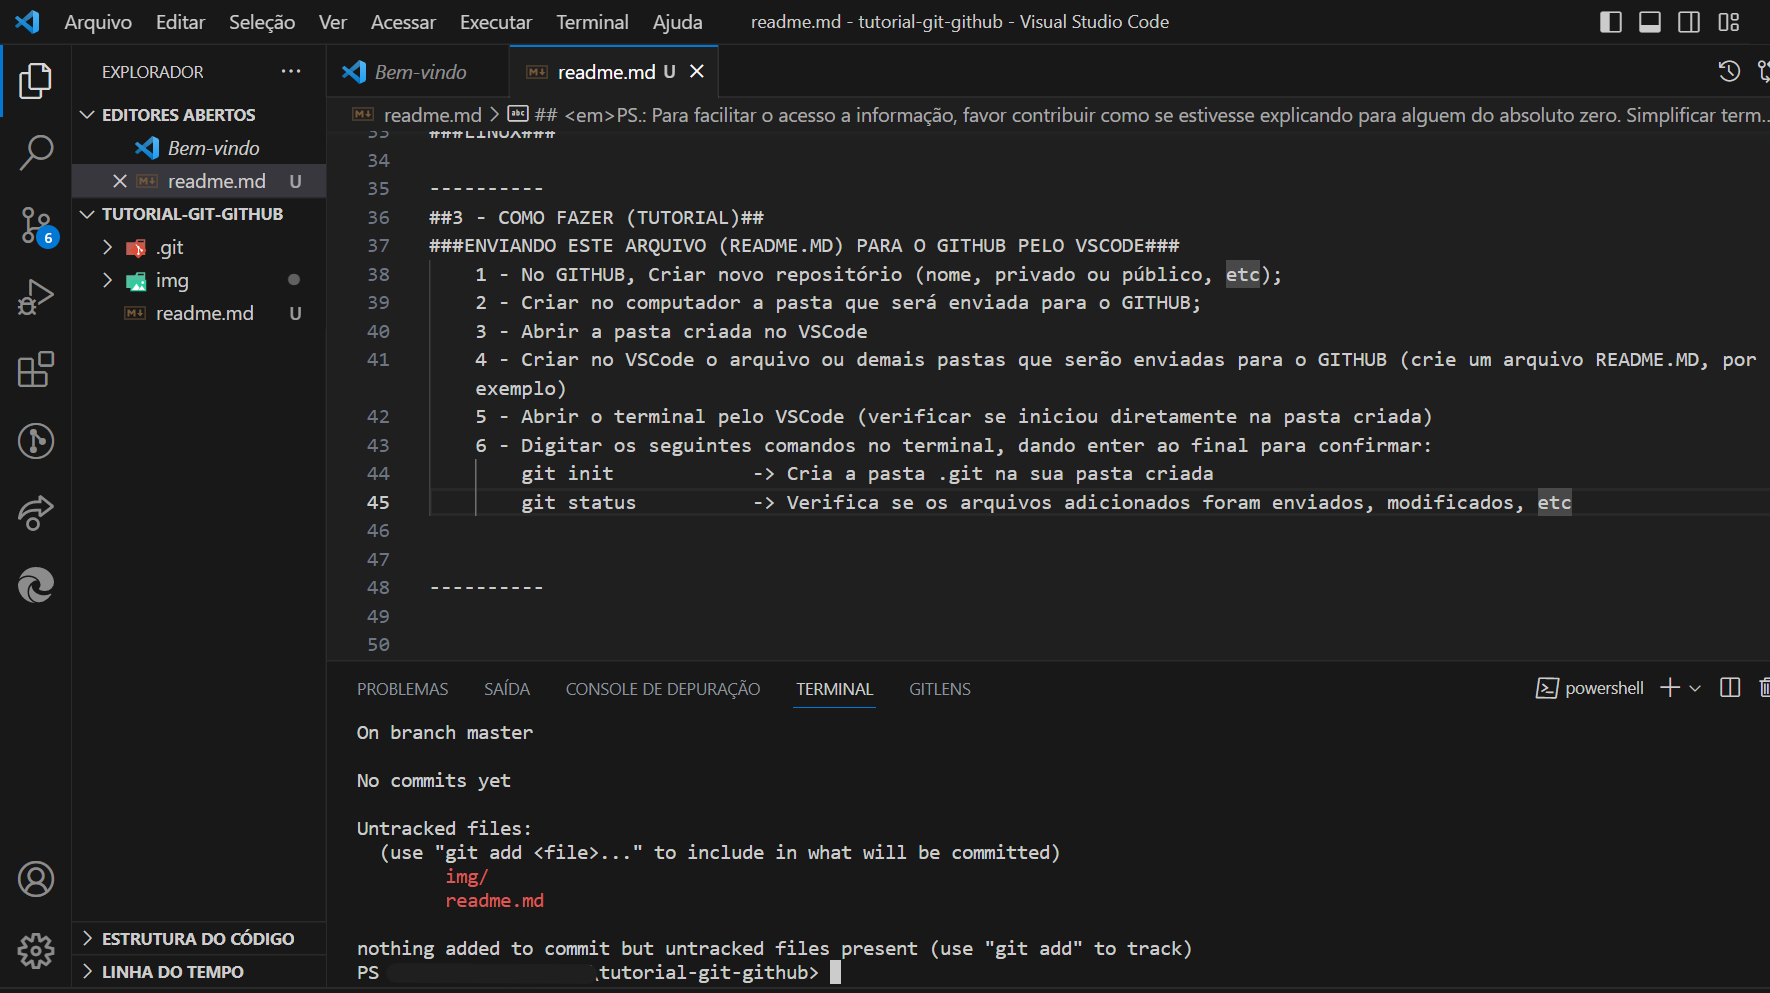 Arquivo Editar Seleção Ver Acessar Executar Terminal Ajuda readme.md - tutorial-git-github - Visual Studio Code
EXPLORADOR ...
Bem-vindo
readme.md U
EDITORES ABERTOS
Bem-vindo
readme.md U
TUTORIAL-GIT-GITHUB
.git
img
readme.md U
6
ESTRUTURA DO CÓDIGO
LINHA DO TEMPO
readme.md > ## <em>PS.: Para facilitar o acesso a informação, favor contribuir como se estivesse explicando para alguem do absoluto zero. Simplificar term...
33 ###LINUX###
34
35 ----------
36 ##3 - COMO FAZER (TUTORIAL)##
37 ###ENVIANDO ESTE ARQUIVO (README.MD) PARA O GITHUB PELO VSCODE###
38 1 - No GITHUB, Criar novo repositório (nome, privado ou público, etc);
39 2 - Criar no computador a pasta que será enviada para o GITHUB;
40 3 - Abrir a pasta criada no VSCode
41 4 - Criar no VSCode o arquivo ou demais pastas que serão enviadas para o GITHUB (crie um arquivo README.MD, por
exemplo)
42 5 - Abrir o terminal pelo VSCode (verificar se iniciou diretamente na pasta criada)
43 6 - Digitar os seguintes comandos no terminal, dando enter ao final para confirmar:
44 git init -> Cria a pasta .git na sua pasta criada
45 git status -> Verifica se os arquivos adicionados foram enviados, modificados, etc
46
47
48 ----------
49
50
PROBLEMAS SAÍDA CONSOLE DE DEPURAÇÃO TERMINAL GITLENS powershell
On branch master
No commits yet
Untracked files:
(use "git add <file>..." to include in what will be committed)
img/
readme.md
nothing added to commit but untracked files present (use "git add" to track)
PS \tutorial-git-github>